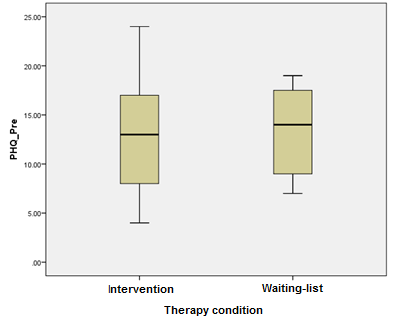 25.00
20.00
15.00
10.00
5.00
.00
PHQ_Pre
Intervention Waiting-list
Therapy condition